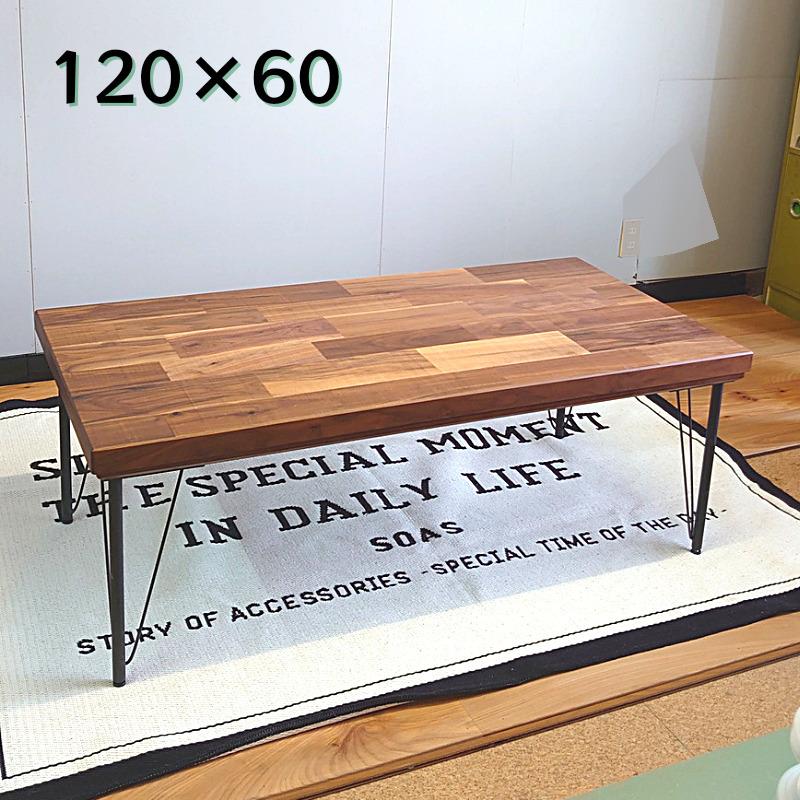 120×60
THE SPECIAL MOMENT
IN DAILY LIFE
SOAS
STORY OF ACCESSORIES -SPECIAL TIME OF THE DAY-